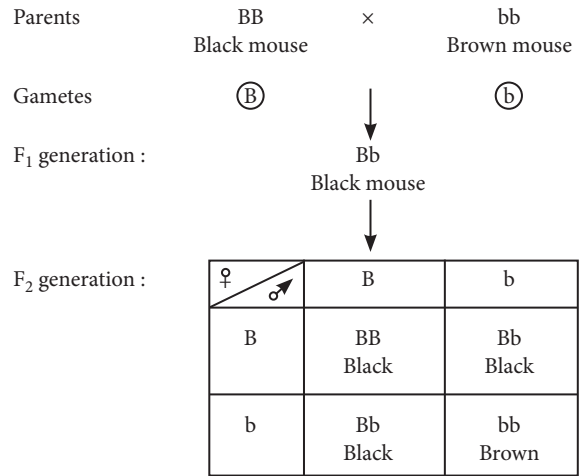 Parents BB × bb
Black mouse Brown mouse
Gametes B b
F₁ generation : Bb
Black mouse
F₂ generation : ♀ ♂ B b
B BB Bb
Black Black
b Bb bb
Black Brown